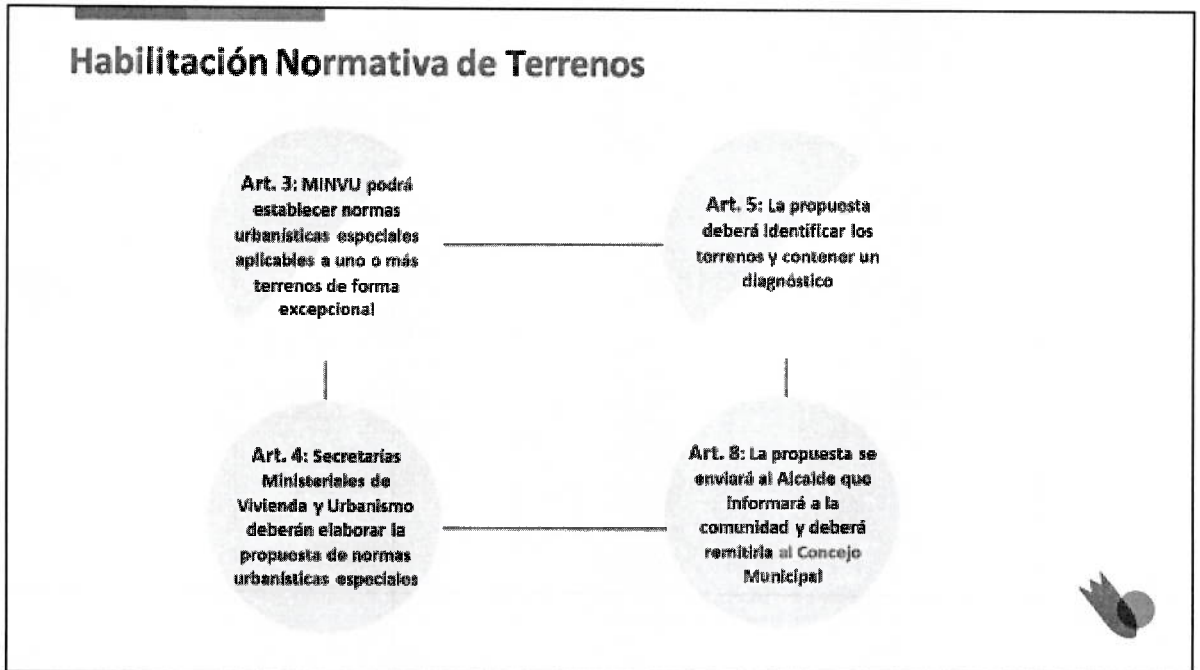 Habilitación Normativa de Terrenos
Art. 3: MINVU podrá
establecer normas
urbanísticas especiales
aplicables a uno o más
terrenos de forma
excepcional
Art. 5: La propuesta
deberá identificar los
terrenos y contener un
diagnóstico
Art. 4: Secretarías
Ministeriales de
Vivienda y Urbanismo
deberán elaborar la
propuesta de normas
urbanísticas especiales
Art. 8: La propuesta se
enviará al Alcalde que
informará a la
comunidad y deberá
remitirla al Concejo
Municipal